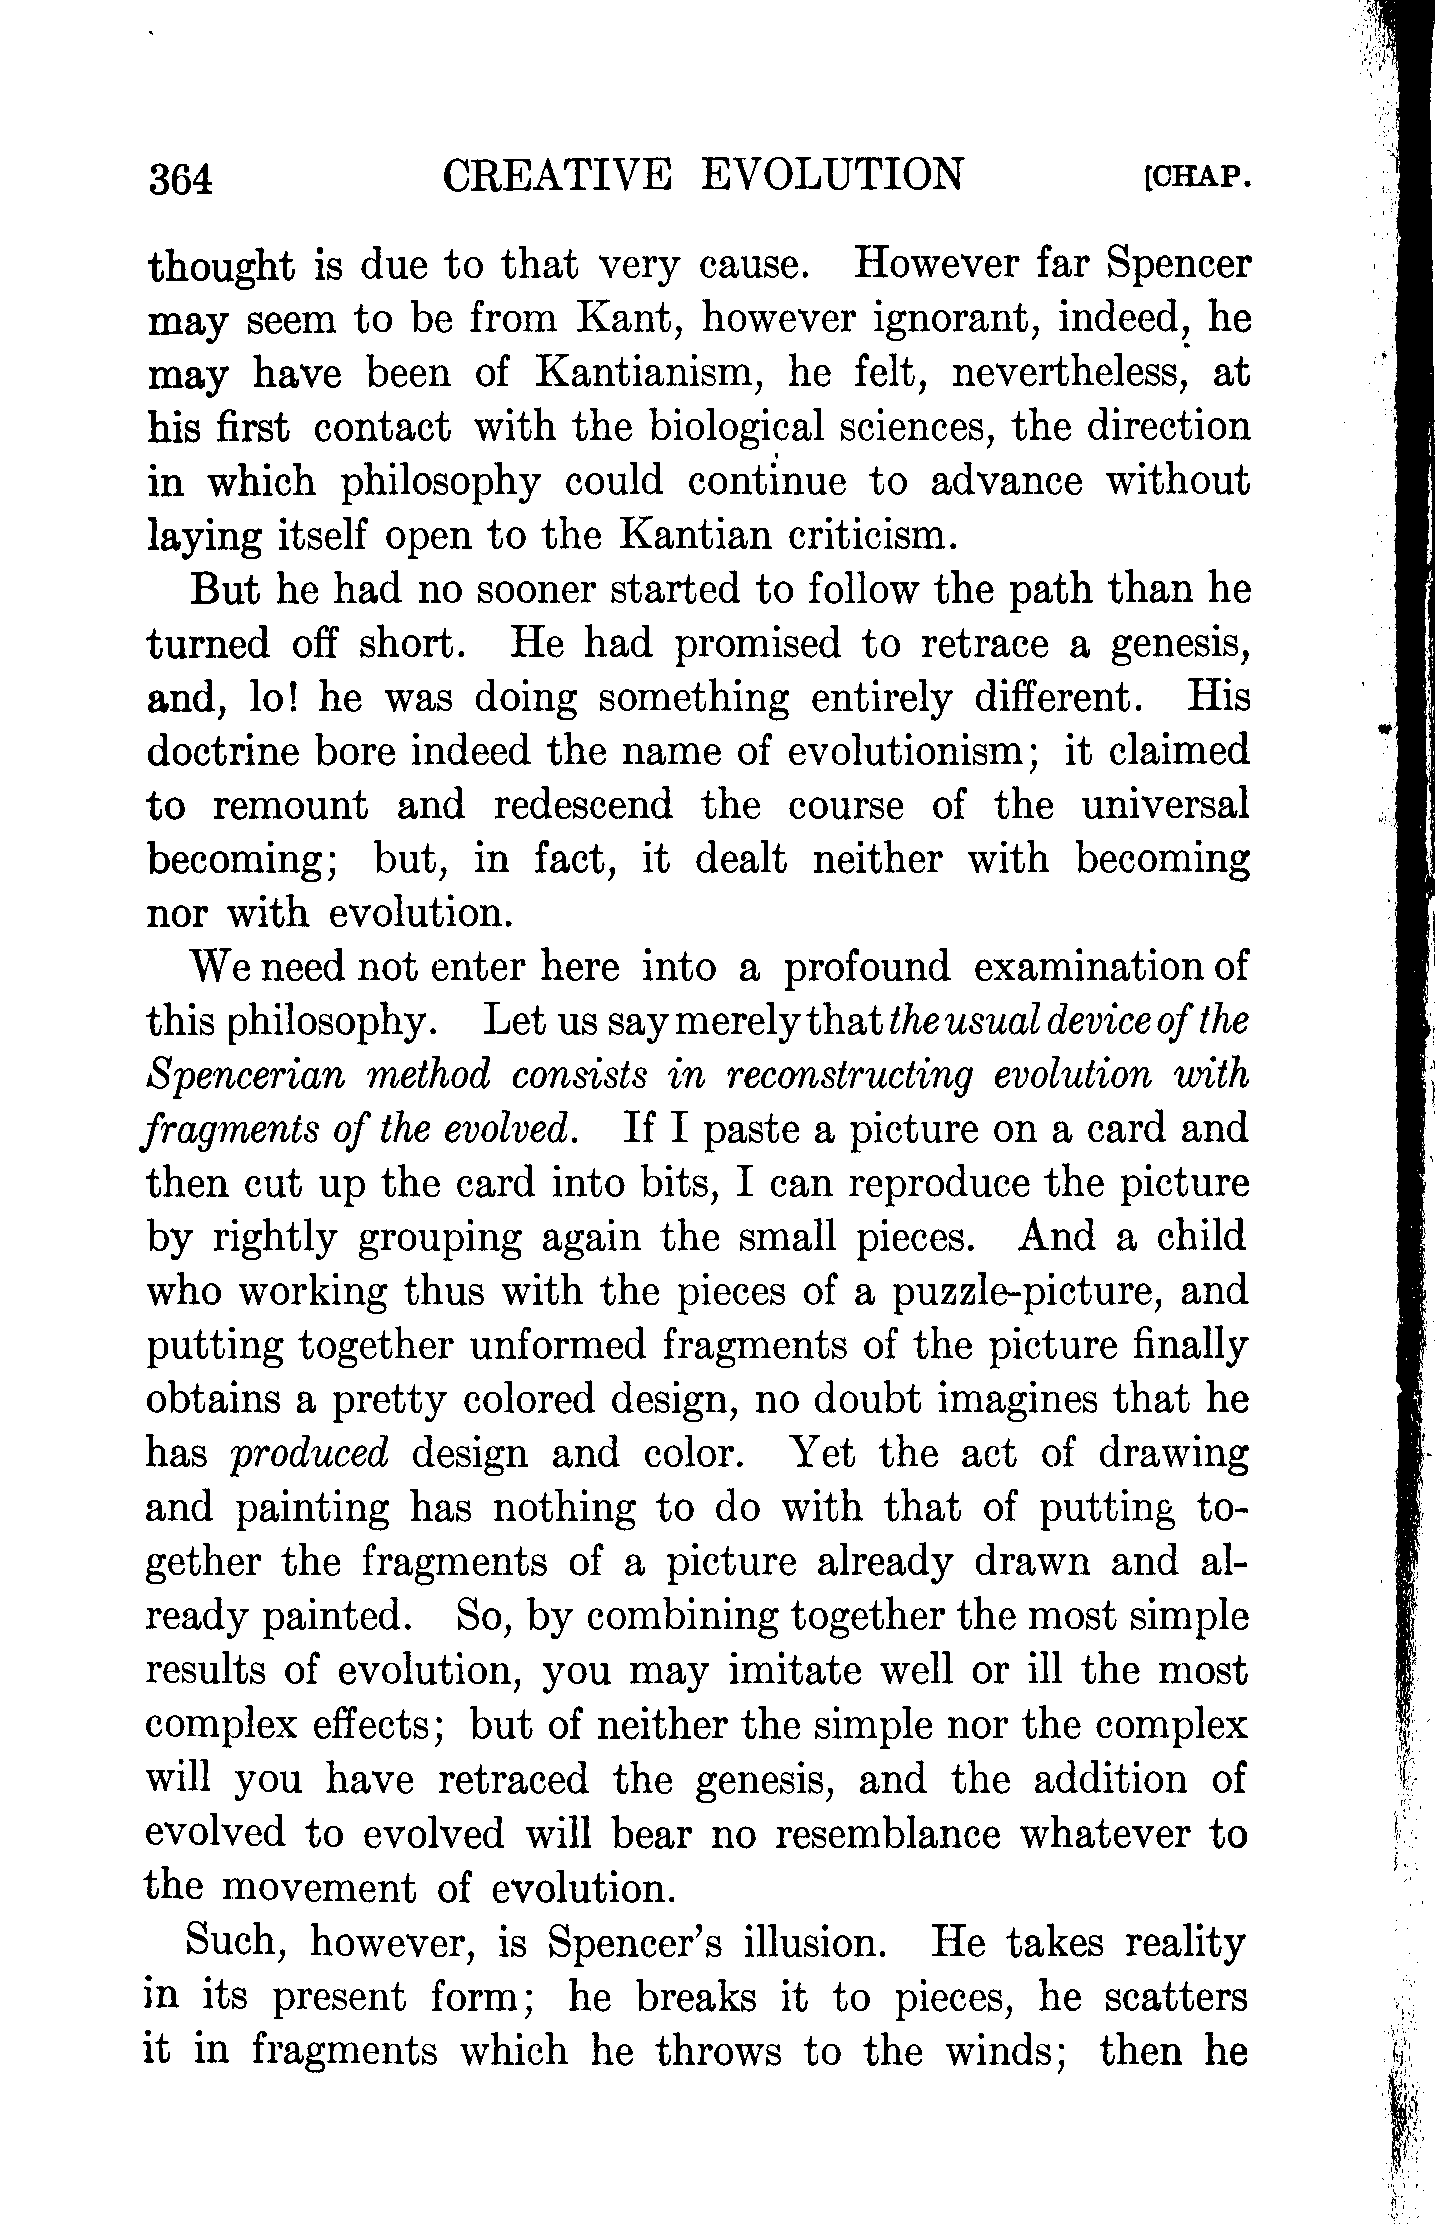 364 CREATIVE EVOLUTION [CHAP.
thought is due to that very cause. However far Spencer
may seem to be from Kant, however ignorant, indeed, he
may have been of Kantianism, he felt, nevertheless, at
his first contact with the biological sciences, the direction
in which philosophy could continue to advance without
laying itself open to the Kantian criticism.
But he had no sooner started to follow the path than he
turned off short. He had promised to retrace a genesis,
and, lo! he was doing something entirely different. His
doctrine bore indeed the name of evolutionism; it claimed
to remount and redescend the course of the universal
becoming; but, in fact, it dealt neither with becoming
nor with evolution.
We need not enter here into a profound examination of
this philosophy. Let us say merely that the usual device of the
Spencerian method consists in reconstructing evolution with
fragments of the evolved. If I paste a picture on a card and
then cut up the card into bits, I can reproduce the picture
by rightly grouping again the small pieces. And a child
who working thus with the pieces of a puzzle-picture, and
putting together unformed fragments of the picture finally
obtains a pretty colored design, no doubt imagines that he
has produced design and color. Yet the act of drawing
and painting has nothing to do with that of putting to-
gether the fragments of a picture already drawn and al-
ready painted. So, by combining together the most simple
results of evolution, you may imitate well or ill the most
complex effects; but of neither the simple nor the complex
will you have retraced the genesis, and the addition of
evolved to evolved will bear no resemblance whatever to
the movement of evolution.
Such, however, is Spencer's illusion. He takes reality
in its present form; he breaks it to pieces, he scatters
it in fragments which he throws to the winds; then he